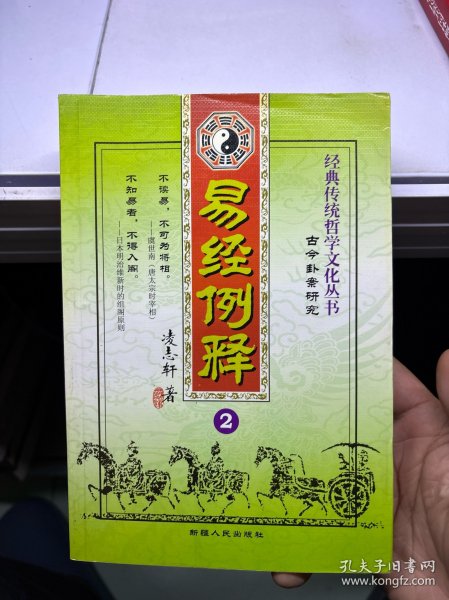 经典传统哲学文化丛书
古今卦案研究
易经例释
2
不读易，不可为将相。
——虞世南（唐太宗时宰相）
不知易者，不得入阁。
——日本明治维新时的组阁原则
凌志轩 著
新疆人民出版社
孔夫子旧书网
www.kongfz.com